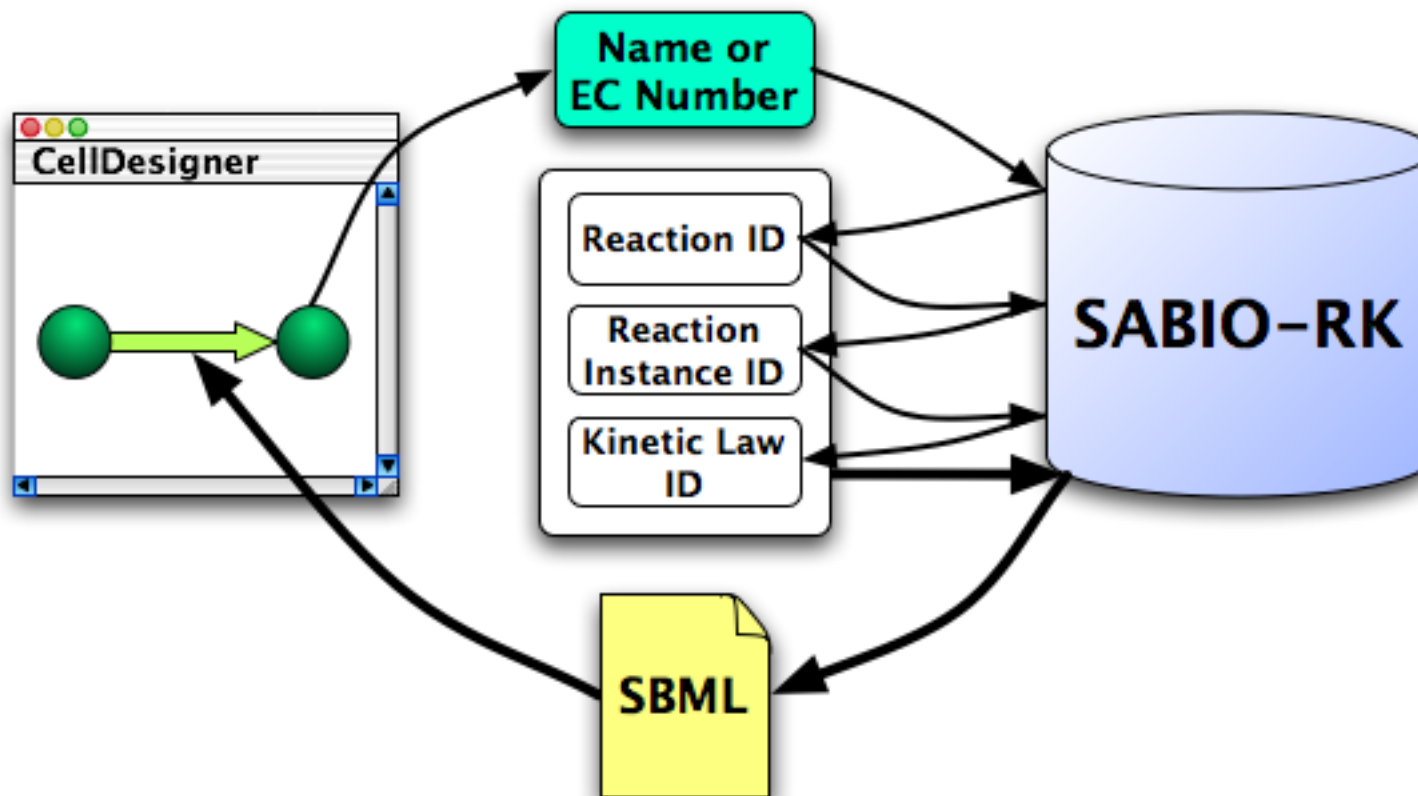 Name or
EC Number
CellDesigner
Reaction ID
Reaction
Instance ID
Kinetic Law
ID
SABIO-RK
SBML